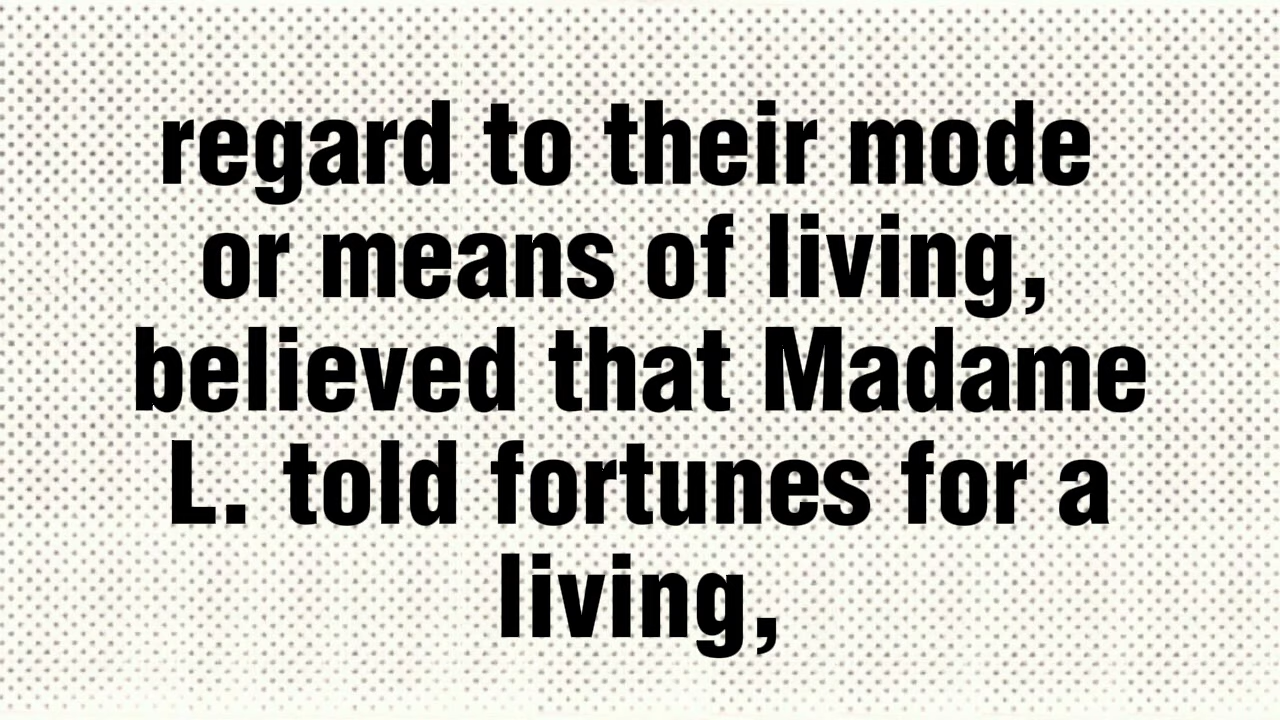 regard to their mode
or means of living,
believed that Madame
L. told fortunes for a
living,